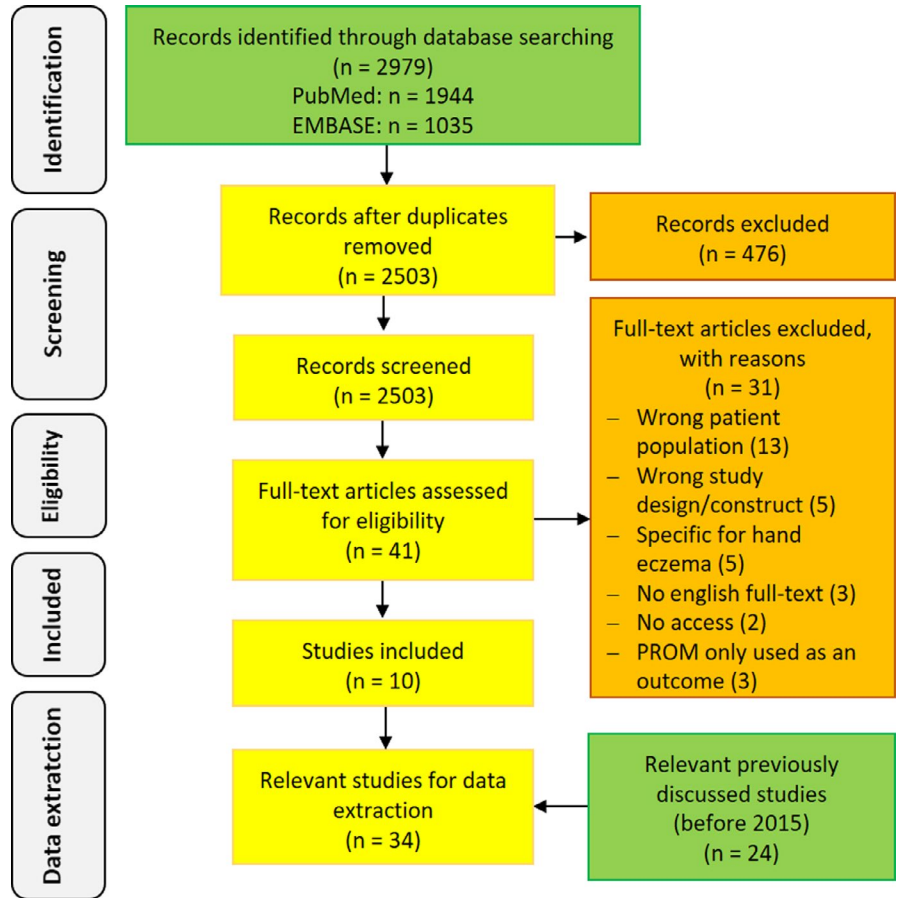 Identification
Records identified through database searching
(n = 2979)
PubMed: n = 1944
EMBASE: n = 1035
Screening
Records after duplicates
removed
(n = 2503)
Records excluded
(n = 476)
Records screened
(n = 2503)
Full-text articles excluded,
with reasons
(n = 31)
– Wrong patient
population (13)
– Wrong study
design/construct (5)
– Specific for hand
eczema (5)
– No english full-text (3)
– No access (2)
– PROM only used as an
outcome (3)
Eligibility
Full-text articles assessed
for eligibility
(n = 41)
Included
Studies included
(n = 10)
Data extratction
Relevant studies for data
extraction
(n = 34)
Relevant previously
discussed studies
(before 2015)
(n = 24)